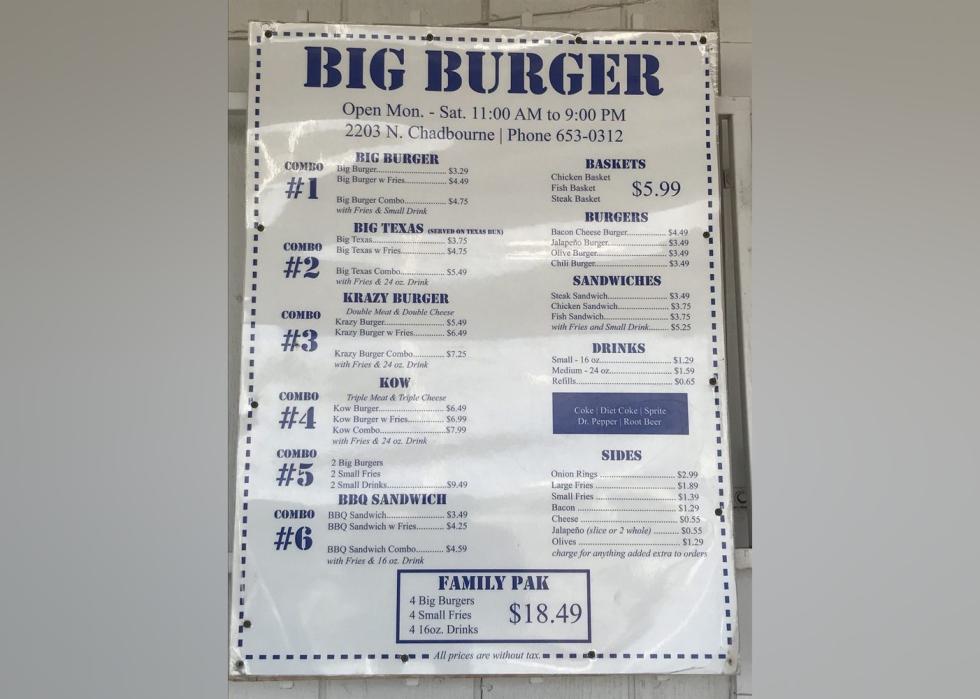 BIG BURGER
Open Mon. - Sat. 11:00 AM to 9:00 PM
2203 N. Chadbourne | Phone 653-0312
COMBO
#1
BIG BURGER
Big Burger.......................... $3.29
Big Burger w Fries............. $4.49
Big Burger Combo............. $4.75
with Fries & Small Drink
COMBO
#2
BIG TEXAS (SERVED ON TEXAS BUN)
Big Texas........................... $3.75
Big Texas w Fries.............. $4.75
Big Texas Combo.............. $5.49
with Fries & 24 oz. Drink
COMBO
#3
KRAZY BURGER
Double Meat & Double Cheese
Krazy Burger..................... $5.49
Krazy Burger w Fries......... $6.49
Krazy Burger Combo......... $7.25
with Fries & 24 oz. Drink
COMBO
#4
KOW
Triple Meat & Triple Cheese
Kow Burger....................... $6.49
Kow Burger w Fries........... $6.99
Kow Combo.......................$7.99
with Fries & 24 oz. Drink
COMBO
#5
2 Big Burgers
2 Small Fries
2 Small Drinks....................$9.49
COMBO
#6
BBQ SANDWICH
BBQ Sandwich................... $3.49
BBQ Sandwich w Fries....... $4.25
BBQ Sandwich Combo....... $4.59
with Fries & 16 oz. Drink
BASKETS
Chicken Basket
Fish Basket
Steak Basket
$5.99
BURGERS
Bacon Cheese Burger........... $4.49
Jalapeño Burger.................. $3.49
Olive Burger....................... $3.49
Chili Burger........................ $3.49
SANDWICHES
Steak Sandwich.................. $3.49
Chicken Sandwich.............. $3.75
Fish Sandwich.................... $3.75
with Fries and Small Drink...... $5.25
DRINKS
Small - 16 oz....................... $1.29
Medium - 24 oz................... $1.59
Refills................................ $0.65
Coke | Diet Coke | Sprite
Dr. Pepper | Root Beer
SIDES
Onion Rings ....................... $2.99
Large Fries ........................ $1.89
Small Fries ........................ $1.39
Bacon ............................... $1.29
Cheese .............................. $0.55
Jalapeño (slice or 2 whole) ........ $0.55
Olives ............................... $1.29
charge for anything added extra to orders
FAMILY PAK
4 Big Burgers
4 Small Fries
4 16oz. Drinks
$18.49
All prices are without tax.